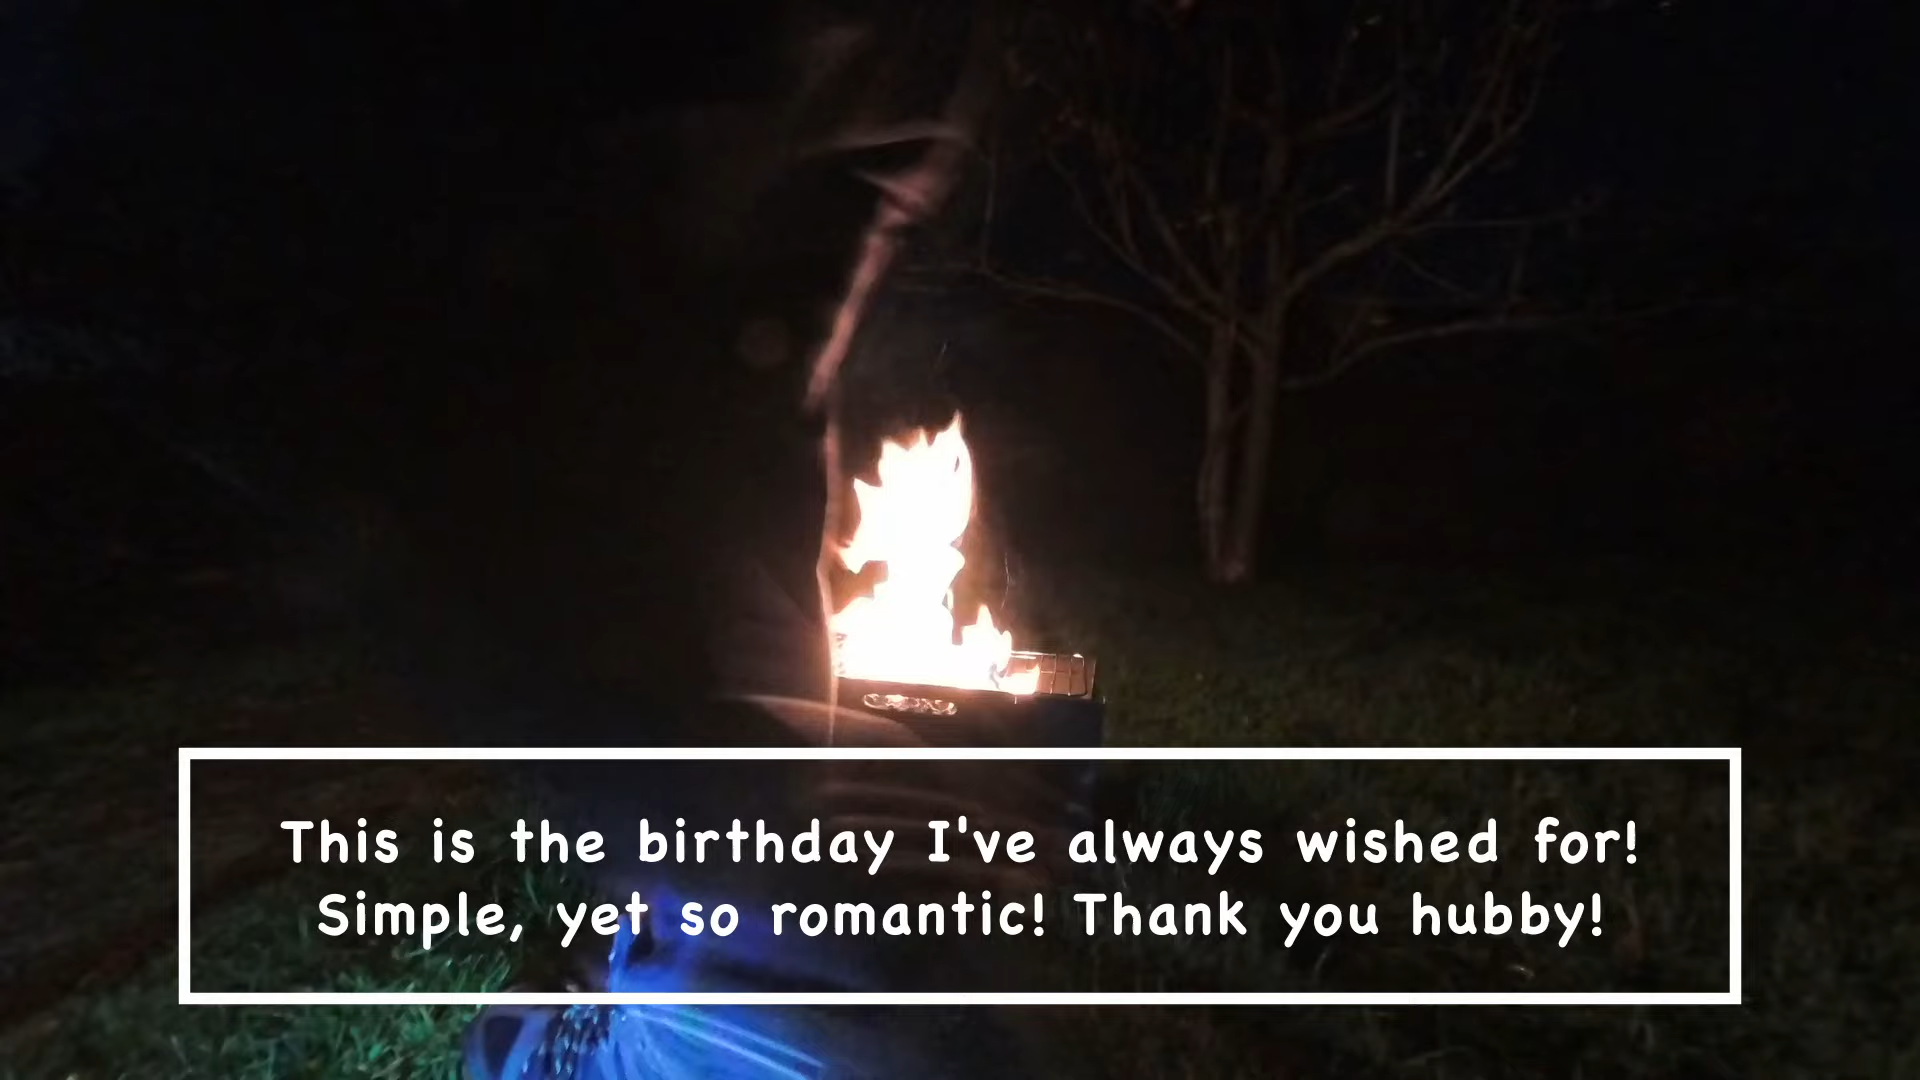 This is the birthday I've always wished for!
Simple, yet so romantic! Thank you hubby!